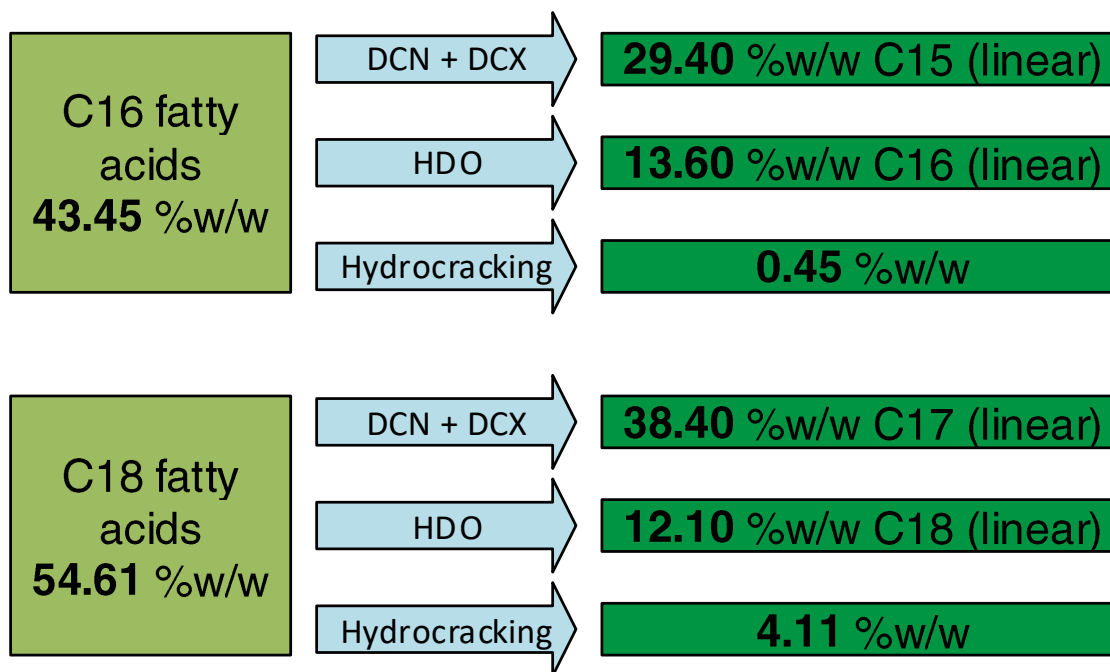 C16 fatty
acids
43.45 %w/w
DCN + DCX
29.40 %w/w C15 (linear)
HDO
13.60 %w/w C16 (linear)
Hydrocracking
0.45 %w/w
C18 fatty
acids
54.61 %w/w
DCN + DCX
38.40 %w/w C17 (linear)
HDO
12.10 %w/w C18 (linear)
Hydrocracking
4.11 %w/w